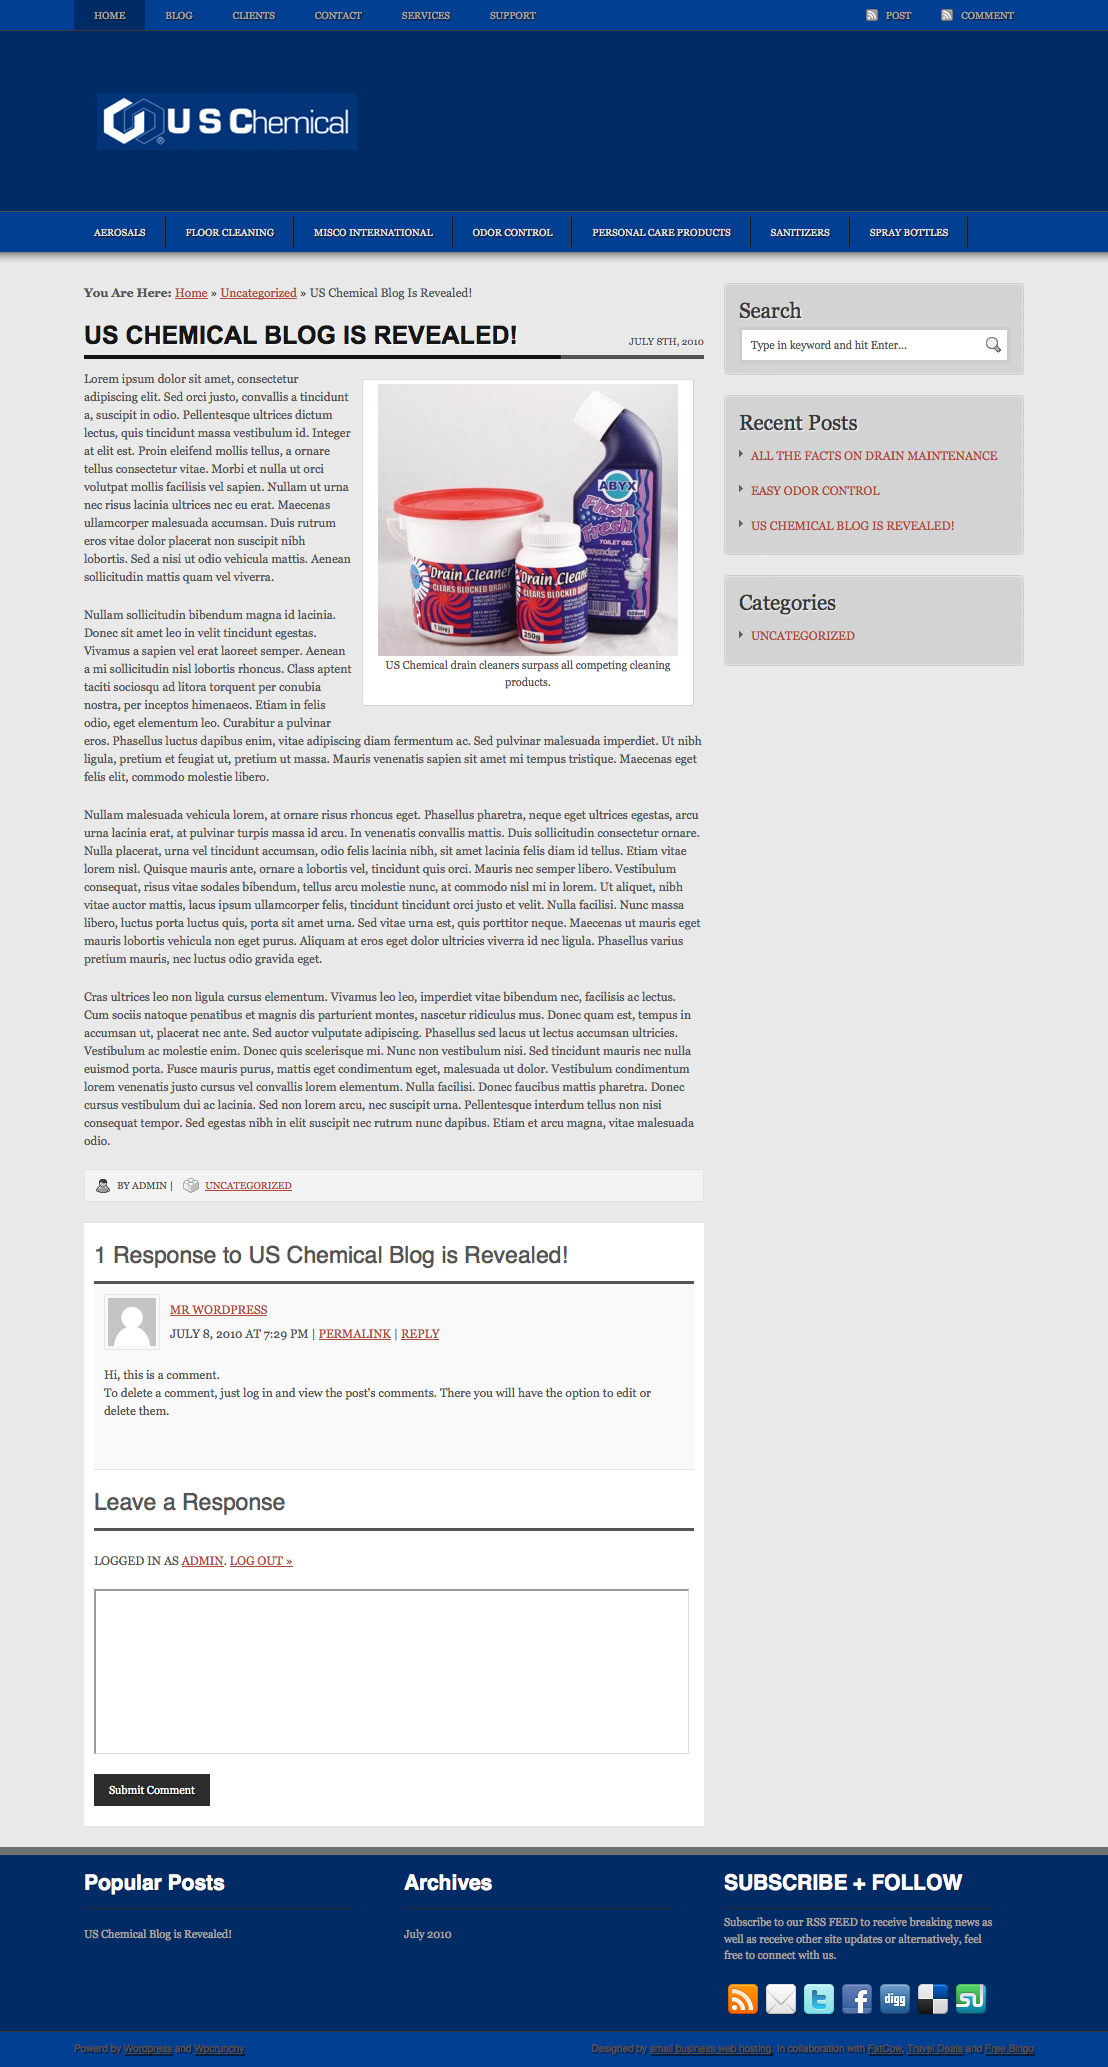 HOME BLOG CLIENTS CONTACT SERVICES SUPPORT POST COMMENT
US Chemical
AEROSALS FLOOR CLEANING MISCO INTERNATIONAL ODOR CONTROL PERSONAL CARE PRODUCTS SANITIZERS SPRAY BOTTLES
You Are Here: Home » Uncategorized » US Chemical Blog Is Revealed!
US CHEMICAL BLOG IS REVEALED!
JULY 8TH, 2010
Lorem ipsum dolor sit amet, consectetur
adipiscing elit. Sed orci justo, convallis a tincidunt
a, suscipit in odio. Pellentesque ultrices dictum
lectus, quis tincidunt massa vestibulum id. Integer
at elit est. Proin eleifend mollis tellus, a ornare
tellus consectetur vitae. Morbi et nulla ut orci
volutpat mollis facilisis vel sapien. Nullam ut urna
nec risus lacinia ultrices nec eu erat. Maecenas
ullamcorper malesuada accumsan. Duis rutrum
eros vitae dolor placerat non suscipit nibh
lobortis. Sed a nisi ut odio vehicula mattis. Aenean
sollicitudin mattis quam vel viverra.
ABYX
Flush
Fresh
TOILET GEL
Lavender
500ml
Drain Cleaner
CLEARS BLOCKED DRAINS
1 litre
Drain Cleaner
CLEARS BLOCKED DRAINS
250g
US Chemical drain cleaners surpass all competing cleaning
products.
Nullam sollicitudin bibendum magna id lacinia.
Donec sit amet leo in velit tincidunt egestas.
Vivamus a sapien vel erat laoreet semper. Aenean
a mi sollicitudin nisl lobortis rhoncus. Class aptent
taciti sociosqu ad litora torquent per conubia
nostra, per inceptos himenaeos. Etiam in felis
odio, eget elementum leo. Curabitur a pulvinar
eros. Phasellus luctus dapibus enim, vitae adipiscing diam fermentum ac. Sed pulvinar malesuada imperdiet. Ut nibh
ligula, pretium et feugiat ut, pretium ut massa. Mauris venenatis sapien sit amet mi tempus tristique. Maecenas eget
felis elit, commodo molestie libero.
Nullam malesuada vehicula lorem, at ornare risus rhoncus eget. Phasellus pharetra, neque eget ultrices egestas, arcu
urna lacinia erat, at pulvinar turpis massa id arcu. In venenatis convallis mattis. Duis sollicitudin consectetur ornare.
Nulla placerat, urna vel tincidunt accumsan, odio felis lacinia nibh, sit amet lacinia felis diam id tellus. Etiam vitae
lorem nisl. Quisque mauris ante, ornare a lobortis vel, tincidunt quis orci. Mauris nec semper libero. Vestibulum
consequat, risus vitae sodales bibendum, tellus arcu molestie nunc, at commodo nisl mi in lorem. Ut aliquet, nibh
vitae auctor mattis, lacus ipsum ullamcorper felis, tincidunt tincidunt orci justo et velit. Nulla facilisi. Nunc massa
libero, luctus porta luctus quis, porta sit amet urna. Sed vitae urna est, quis porttitor neque. Maecenas ut mauris eget
mauris lobortis vehicula non eget purus. Aliquam at eros eget dolor ultricies viverra id nec ligula. Phasellus varius
pretium mauris, nec luctus odio gravida eget.
Cras ultrices leo non ligula cursus elementum. Vivamus leo leo, imperdiet vitae bibendum nec, facilisis ac lectus.
Cum sociis natoque penatibus et magnis dis parturient montes, nascetur ridiculus mus. Donec quam est, tempus in
accumsan ut, placerat nec ante. Sed auctor vulputate adipiscing. Phasellus sed lacus ut lectus accumsan ultricies.
Vestibulum ac molestie enim. Donec quis scelerisque mi. Nunc non vestibulum nisi. Sed tincidunt mauris nec nulla
euismod porta. Fusce mauris purus, mattis eget condimentum eget, malesuada ut dolor. Vestibulum condimentum
lorem venenatis justo cursus vel convallis lorem elementum. Nulla facilisi. Donec faucibus mattis pharetra. Donec
cursus vestibulum dui ac lacinia. Sed non lorem arcu, nec suscipit urna. Pellentesque interdum tellus non nisi
consequat tempor. Sed egestas nibh in elit suscipit nec rutrum nunc dapibus. Etiam et arcu magna, vitae malesuada
odio.
BY ADMIN | UNCATEGORIZED
1 Response to US Chemical Blog is Revealed!
MR WORDPRESS
JULY 8, 2010 AT 7:29 PM | PERMALINK | REPLY
Hi, this is a comment.
To delete a comment, just log in and view the post's comments. There you will have the option to edit or
delete them.
Leave a Response
LOGGED IN AS ADMIN. LOG OUT »
Submit Comment
Search
Type in keyword and hit Enter...
Recent Posts
ALL THE FACTS ON DRAIN MAINTENANCE
EASY ODOR CONTROL
US CHEMICAL BLOG IS REVEALED!
Categories
UNCATEGORIZED
Popular Posts
US Chemical Blog is Revealed!
Archives
July 2010
SUBSCRIBE + FOLLOW
Subscribe to our RSS FEED to receive breaking news as
well as receive other site updates or alternatively, feel
free to connect with us.
digg
Powerd by Wordpress and Wpcrunchy
Designed by small business web hosting. In collaboration with FatCow, Travel Deals and Free Bingo